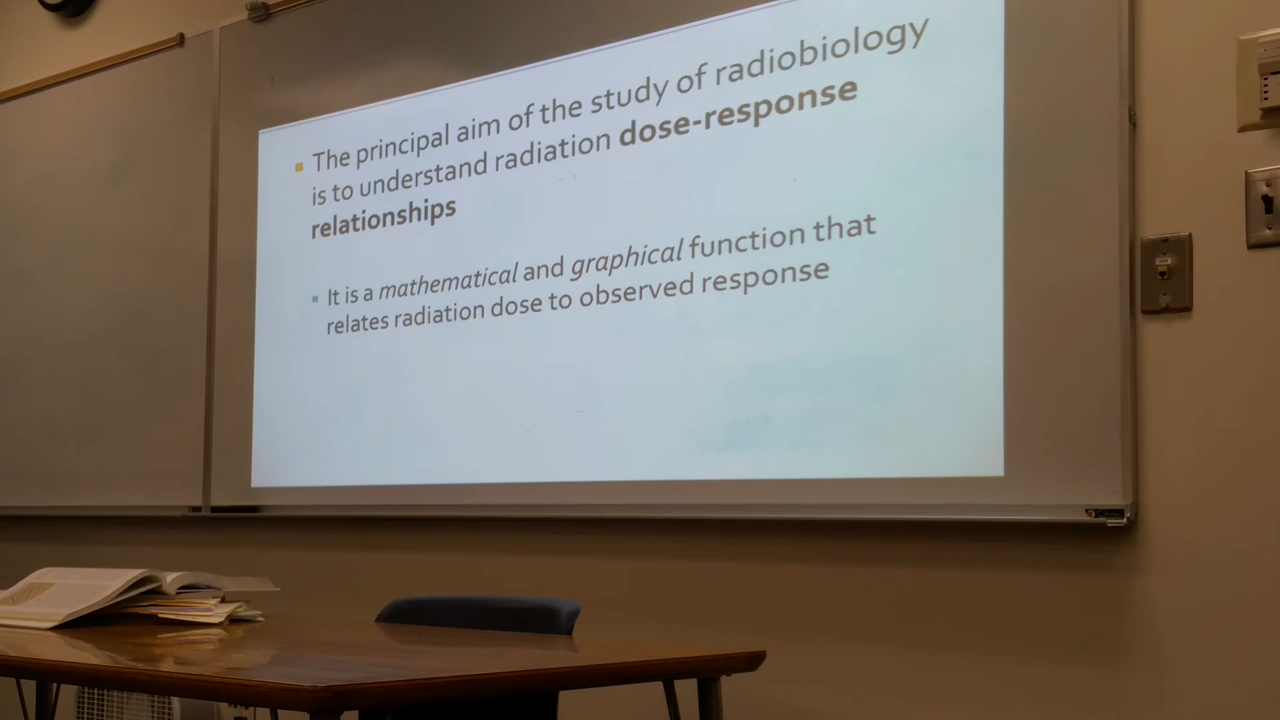 The principal aim of the study of radiobiology
is to understand radiation dose-response
relationships
It is a mathematical and graphical function that
relates radiation dose to observed response